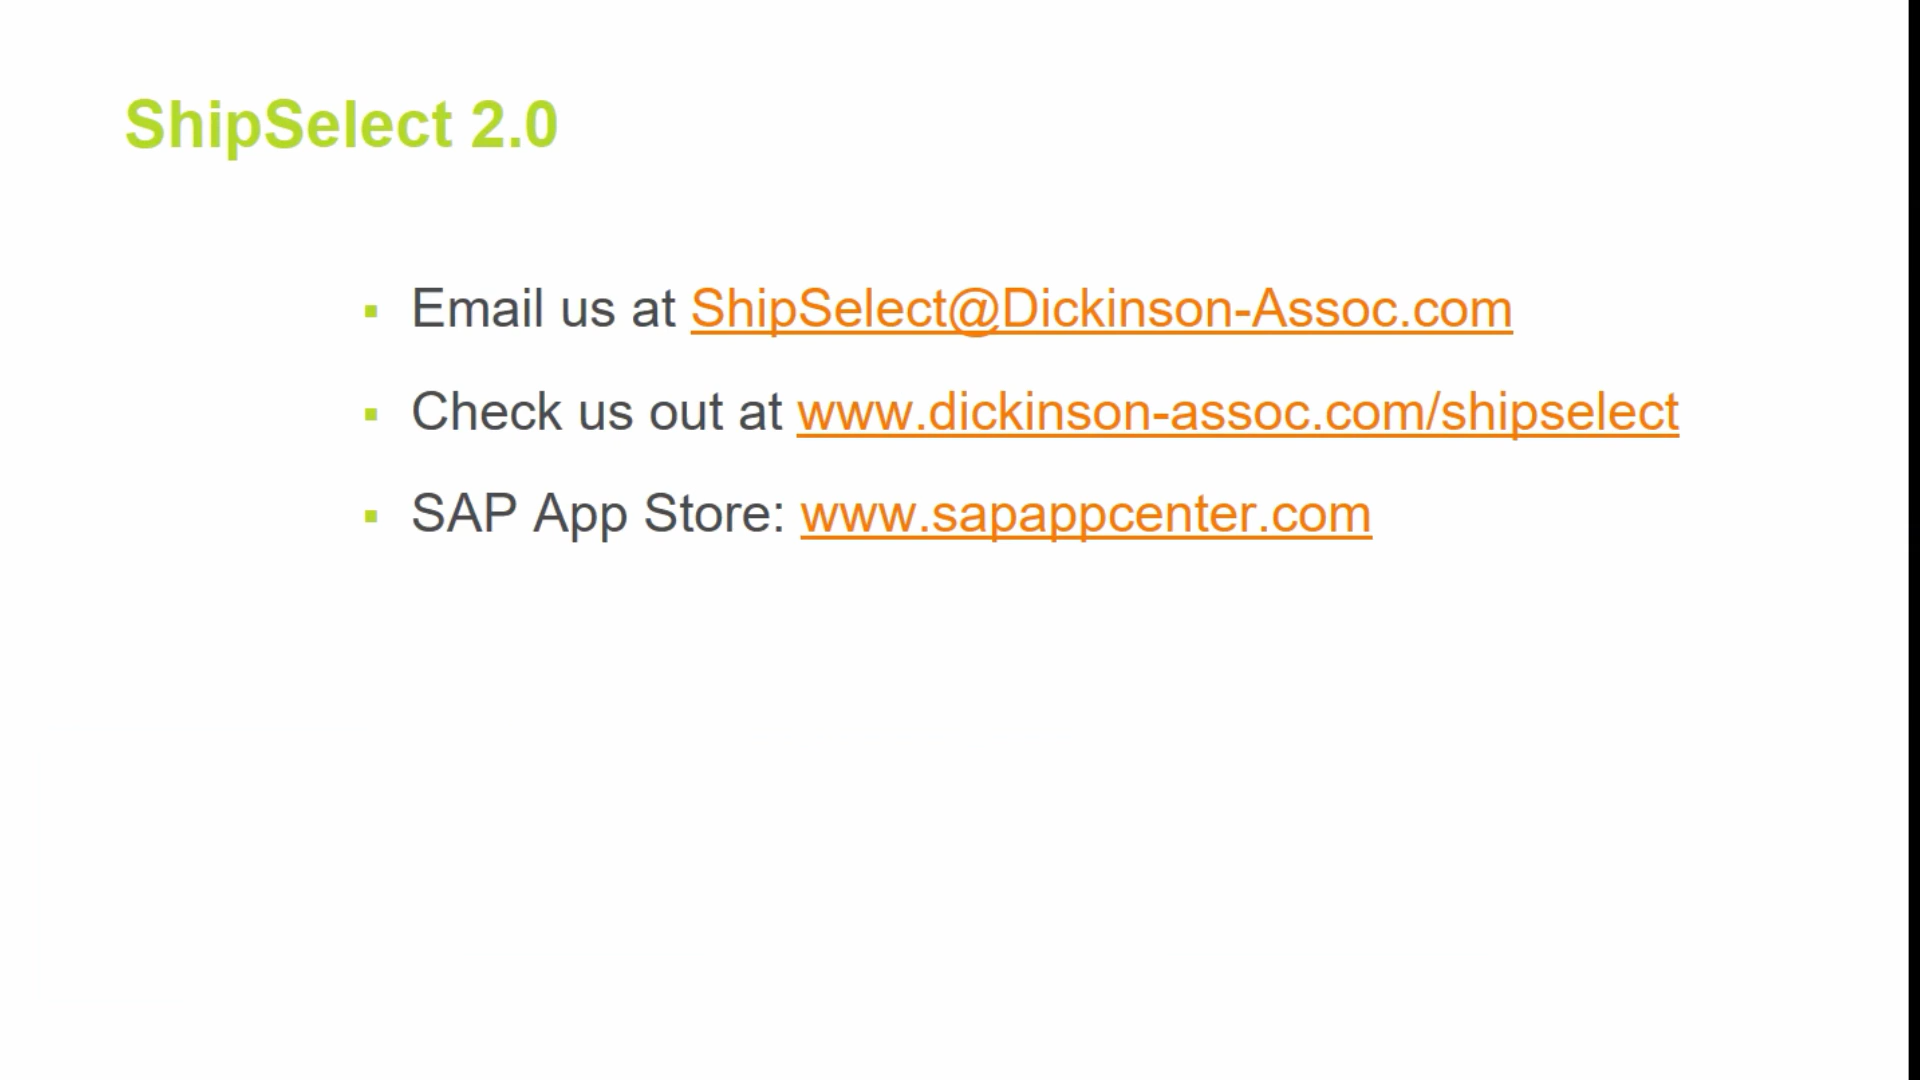 ShipSelect 2.0
▪ Email us at ShipSelect@Dickinson-Assoc.com
▪ Check us out at www.dickinson-assoc.com/shipselect
▪ SAP App Store: www.sapappcenter.com